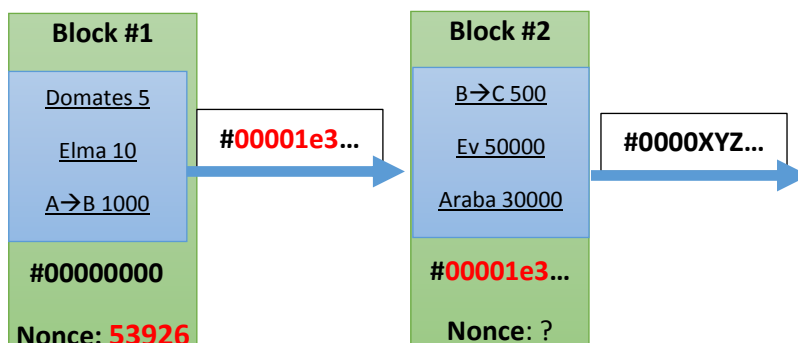 Block #1
Domates 5
Elma 10
A→B 1000
#00000000
Nonce: 53926
#00001e3...
Block #2
B→C 500
Ev 50000
Araba 30000
#00001e3...
Nonce: ?
#0000XYZ...